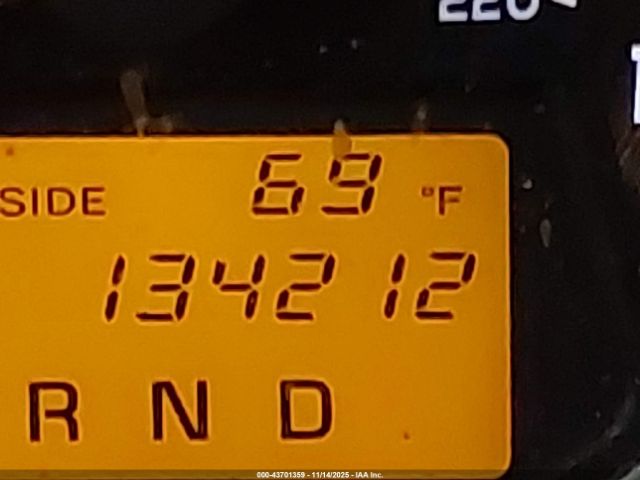 220
SIDE 69 °F
134212
R N D
000-43701359 - 11/14/2025 - IAA Inc.